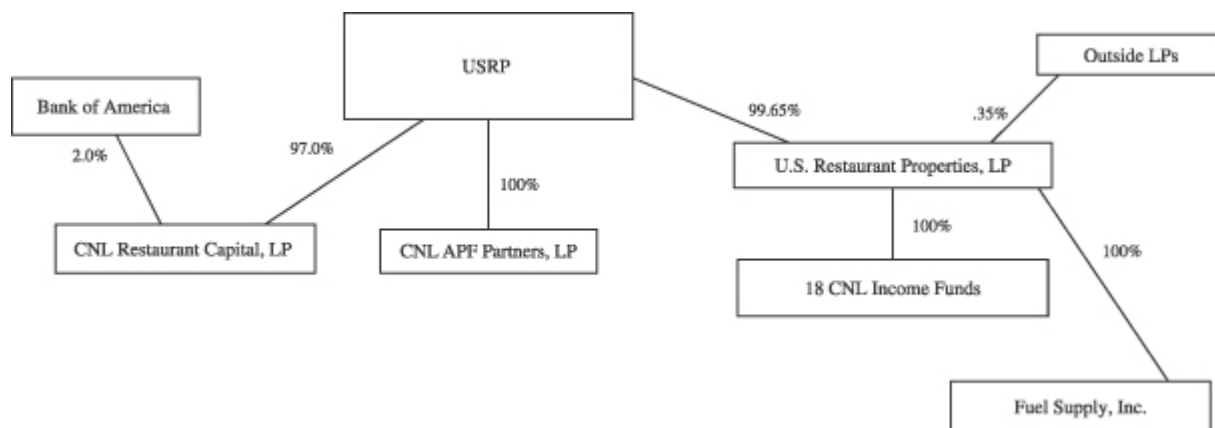 USRP
Outside LPs
Bank of America
99.65%
.35%
2.0%
97.0%
U.S. Restaurant Properties, LP
100%
100%
CNL Restaurant Capital, LP
CNL APF Partners, LP
100%
18 CNL Income Funds
Fuel Supply, Inc.